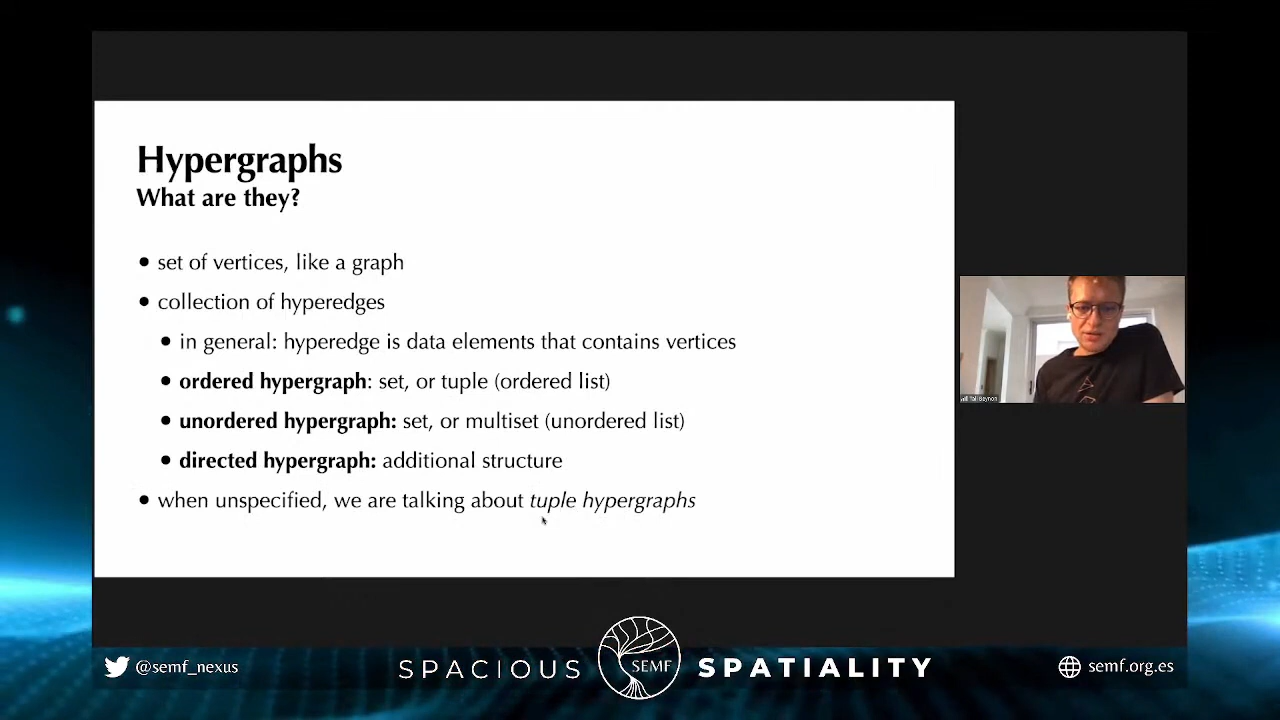 Hypergraphs
What are they?
• set of vertices, like a graph
• collection of hyperedges
• in general: hyperedge is data elements that contains vertices
• ordered hypergraph: set, or tuple (ordered list)
• unordered hypergraph: set, or multiset (unordered list)
• directed hypergraph: additional structure
• when unspecified, we are talking about tuple hypergraphs
@semf_nexus
SPACIOUS SEMF SPATIALITY
semf.org.es